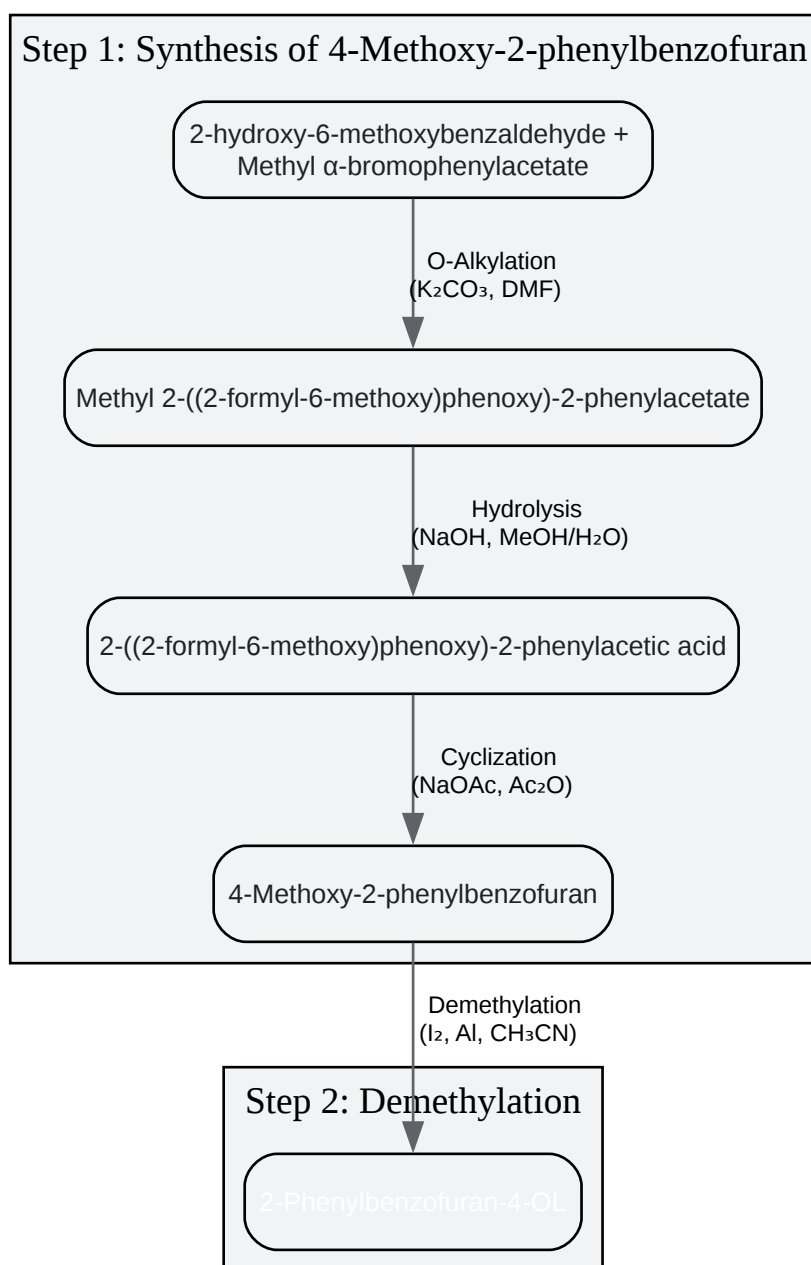 Step 1: Synthesis of 4-Methoxy-2-phenylbenzofuran
2-hydroxy-6-methoxybenzaldehyde +
Methyl α-bromophenylacetate
O-Alkylation
(K₂CO₃, DMF)
Methyl 2-((2-formyl-6-methoxy)phenoxy)-2-phenylacetate
Hydrolysis
(NaOH, MeOH/H₂O)
2-((2-formyl-6-methoxy)phenoxy)-2-phenylacetic acid
Cyclization
(NaOAc, Ac₂O)
4-Methoxy-2-phenylbenzofuran
Demethylation
(I₂, Al, CH₃CN)
Step 2: Demethylation
2-Phenylbenzofuran-4-OL